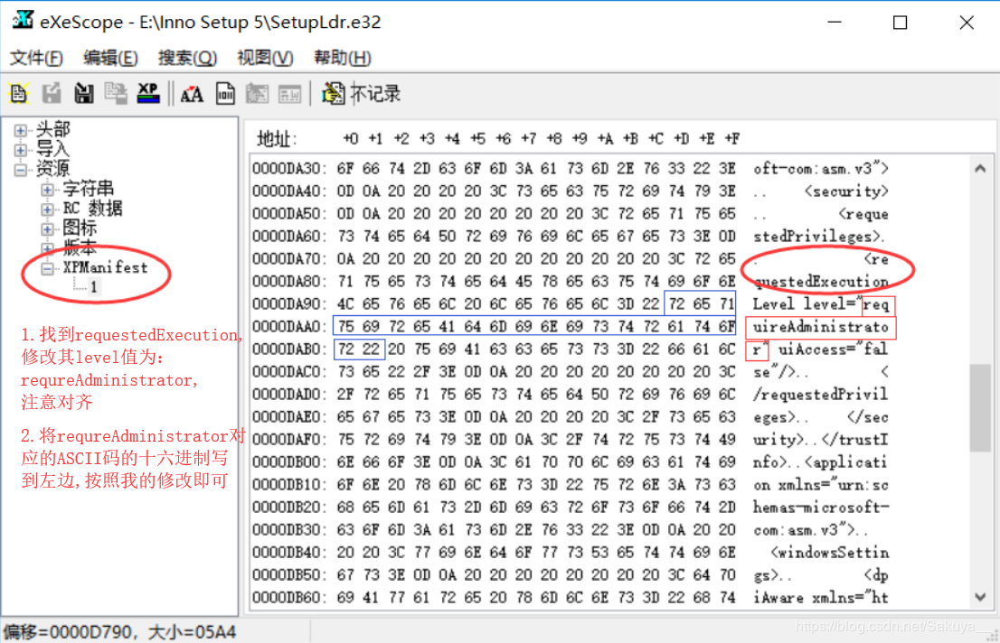 eXeScope - E:\Inno Setup 5\SetupLdr.e32
文件(F) 编辑(E) 搜索(Q) 视图(V) 帮助(H)
XP 不记录
头部
导入
资源
字符串
RC 数据
图标
版本
XPManifest
1
1.找到requestedExecution,
修改其level值为:
requreAdministrator,
注意对齐
2.将requreAdministrator对
应的ASCII码的十六进制写
到左边,按照我的修改即可
地址: +0 +1 +2 +3 +4 +5 +6 +7 +8 +9 +A +B +C +D +E +F
0000DA30: 6F 66 74 2D 63 6F 6D 3A 61 73 6D 2E 76 33 22 3E oft-com:asm.v3">
0000DA40: 0D 0A 20 20 20 20 3C 73 65 63 75 72 69 74 79 3E .. <security>
0000DA50: 0D 0A 20 20 20 20 20 20 20 20 3C 72 65 71 75 65 .. <reque
0000DA60: 73 74 65 64 50 72 69 76 69 6C 65 67 65 73 3E 0D stedPrivileges>.
0000DA70: 0A 20 20 20 20 20 20 20 20 20 20 20 20 3C 72 65 . <re
0000DA80: 71 75 65 73 74 65 64 45 78 65 63 75 74 69 6F 6E questedExecution
0000DA90: 4C 65 76 65 6C 20 6C 65 76 65 6C 3D 22 72 65 71 Level level="req
0000DAA0: 75 69 72 65 41 64 6D 69 6E 69 73 74 72 61 74 6F uireAdministrato
0000DAB0: 72 22 20 75 69 41 63 63 65 73 73 3D 22 66 61 6C r" uiAccess="fal
0000DAC0: 73 65 22 2F 3E 0D 0A 20 20 20 20 20 20 20 20 3C se"/>.. <
0000DAD0: 2F 72 65 71 75 65 73 74 65 64 50 72 69 76 69 6C /requestedPrivil
0000DAE0: 65 67 65 73 3E 0D 0A 20 20 20 20 3C 2F 73 65 63 eges>.. </sec
0000DAF0: 75 72 69 74 79 3E 0D 0A 3C 2F 74 72 75 73 74 49 urity>..</trustI
0000DB00: 6E 66 6F 3E 0D 0A 3C 61 70 70 6C 69 63 61 74 69 nfo>..<applicati
0000DB10: 6F 6E 20 78 6D 6C 6E 73 3D 22 75 72 6E 3A 73 63 on xmlns="urn:sc
0000DB20: 68 65 6D 61 73 2D 6D 69 63 72 6F 73 6F 66 74 2D hemas-microsoft-
0000DB30: 63 6F 6D 3A 61 73 6D 2E 76 33 22 3E 0D 0A 20 20 com:asm.v3">..
0000DB40: 20 20 3C 77 69 6E 64 6F 77 73 53 65 74 74 69 6E <windowsSettin
0000DB50: 67 73 3E 0D 0A 20 20 20 20 20 20 20 20 3C 64 70 gs>.. <dp
0000DB60: 69 41 77 61 72 65 20 78 6D 6C 6E 73 3D 22 68 74 iAware xmlns="ht
偏移=0000D790，大小=05A4
https://blog.csdn.net/Sakuya__